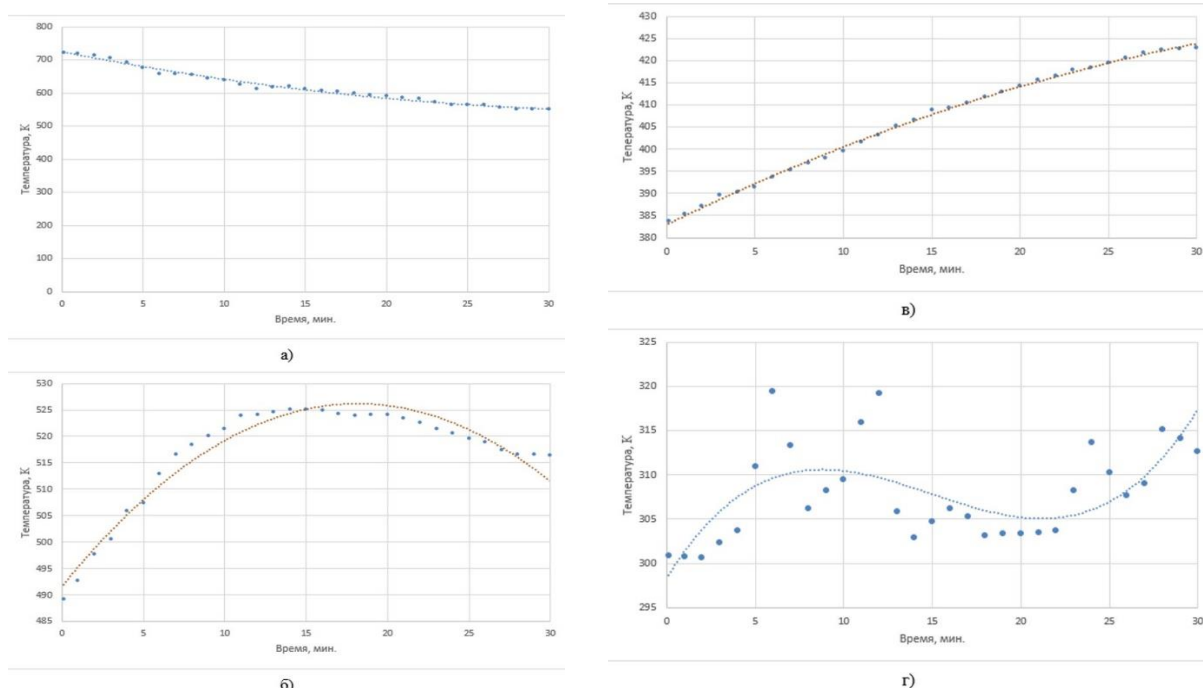 800
700
600
500
400
300
200
100
0
Температура, К
0 5 10 15 20 25 30
Время, мин.
а)
530
525
520
515
510
505
500
495
490
485
Температура, К
0 5 10 15 20 25 30
Время, мин.
б)
430
425
420
415
410
405
400
395
390
385
380
Тепература, К
0 5 10 15 20 25 30
Время, мин.
в)
325
320
315
310
305
300
295
Температура, К
0 5 10 15 20 25 30
Время, мин.
г)